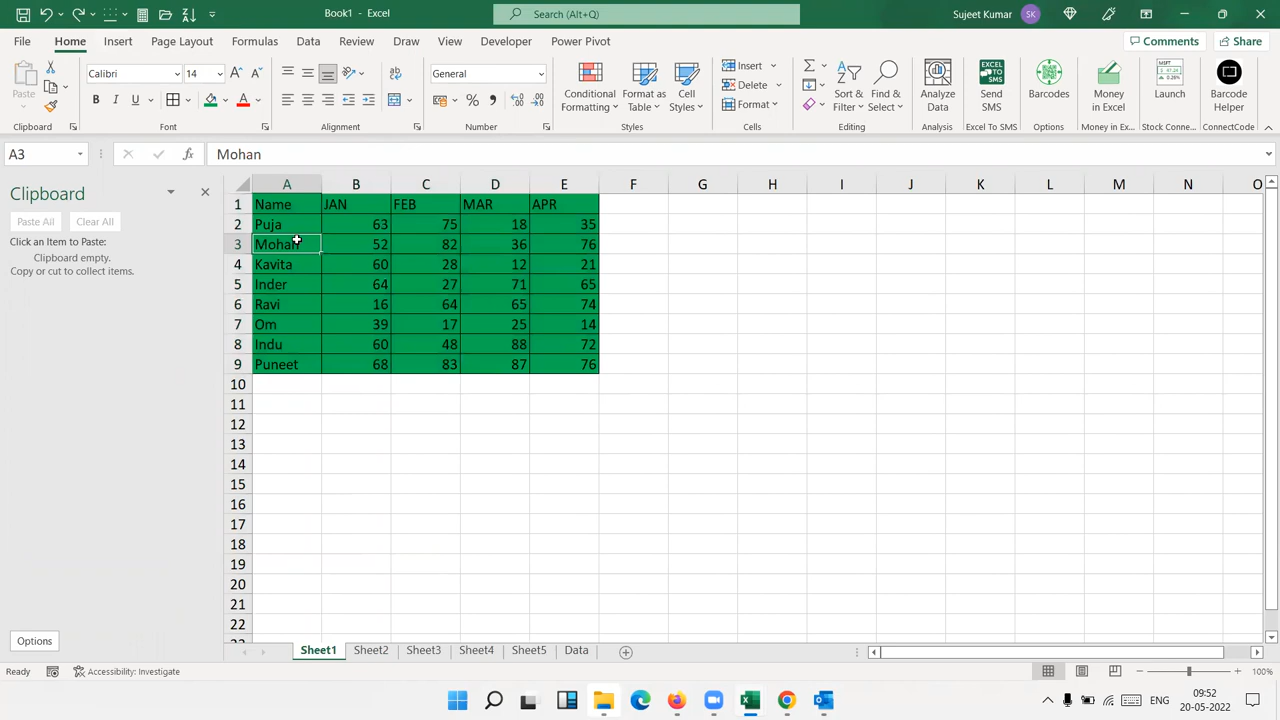 Book1 - Excel
Search (Alt+Q)
Sujeet Kumar
SK
File Home Insert Page Layout Formulas Data Review View Draw Developer Power Pivot
Comments Share
Paste
Clipboard
Calibri 14
Font
Alignment
General
Number
Conditional Formatting
Format as Table
Cell Styles
Styles
Insert
Delete
Format
Cells
Sort & Filter
Find & Select
Editing
Analyze Data
Analysis
Send SMS
Excel To SMS
Barcodes
Options
Money in Excel
Money in Ex...
MSFT
Launch
Stock Connec...
Barcode Helper
ConnectCode
A3 fx Mohan
Clipboard
Paste All Clear All
Click an Item to Paste:
Clipboard empty.
Copy or cut to collect items.
Options
A B C D E F G H I J K L M N O
1 Name JAN FEB MAR APR
2 Puja 63 75 18 35
3 Mohan 52 82 36 76
4 Kavita 60 28 12 21
5 Inder 64 27 71 65
6 Ravi 16 64 65 74
7 Om 39 17 25 14
8 Indu 60 48 88 72
9 Puneet 68 83 87 76
10
11
12
13
14
15
16
17
18
19
20
21
22
Sheet1 Sheet2 Sheet3 Sheet4 Sheet5 Data
Ready Accessibility: Investigate 100%
ENG
09:52
20-05-2022